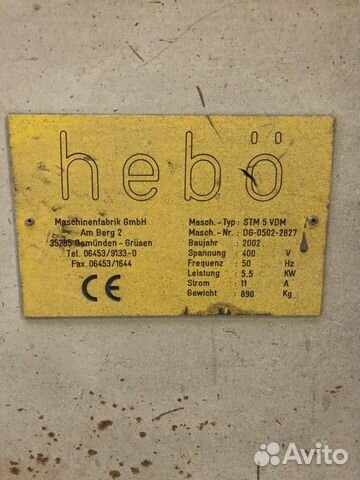 hebö
Maschinenfabrik GmbH
Am Berg 2
35285 Gemünden - Grüsen
Tel. 06453/9133-0
Fax. 06453/1644
CE
Masch. - Typ : STM 5 VDM
Masch. - Nr. : DG-0502-2827
Baujahr : 2002
Spannung : 400 V
Frequenz : 50 Hz
Leistung : 5.5 KW
Strom : 11 A
Gewicht : 890 Kg
Avito